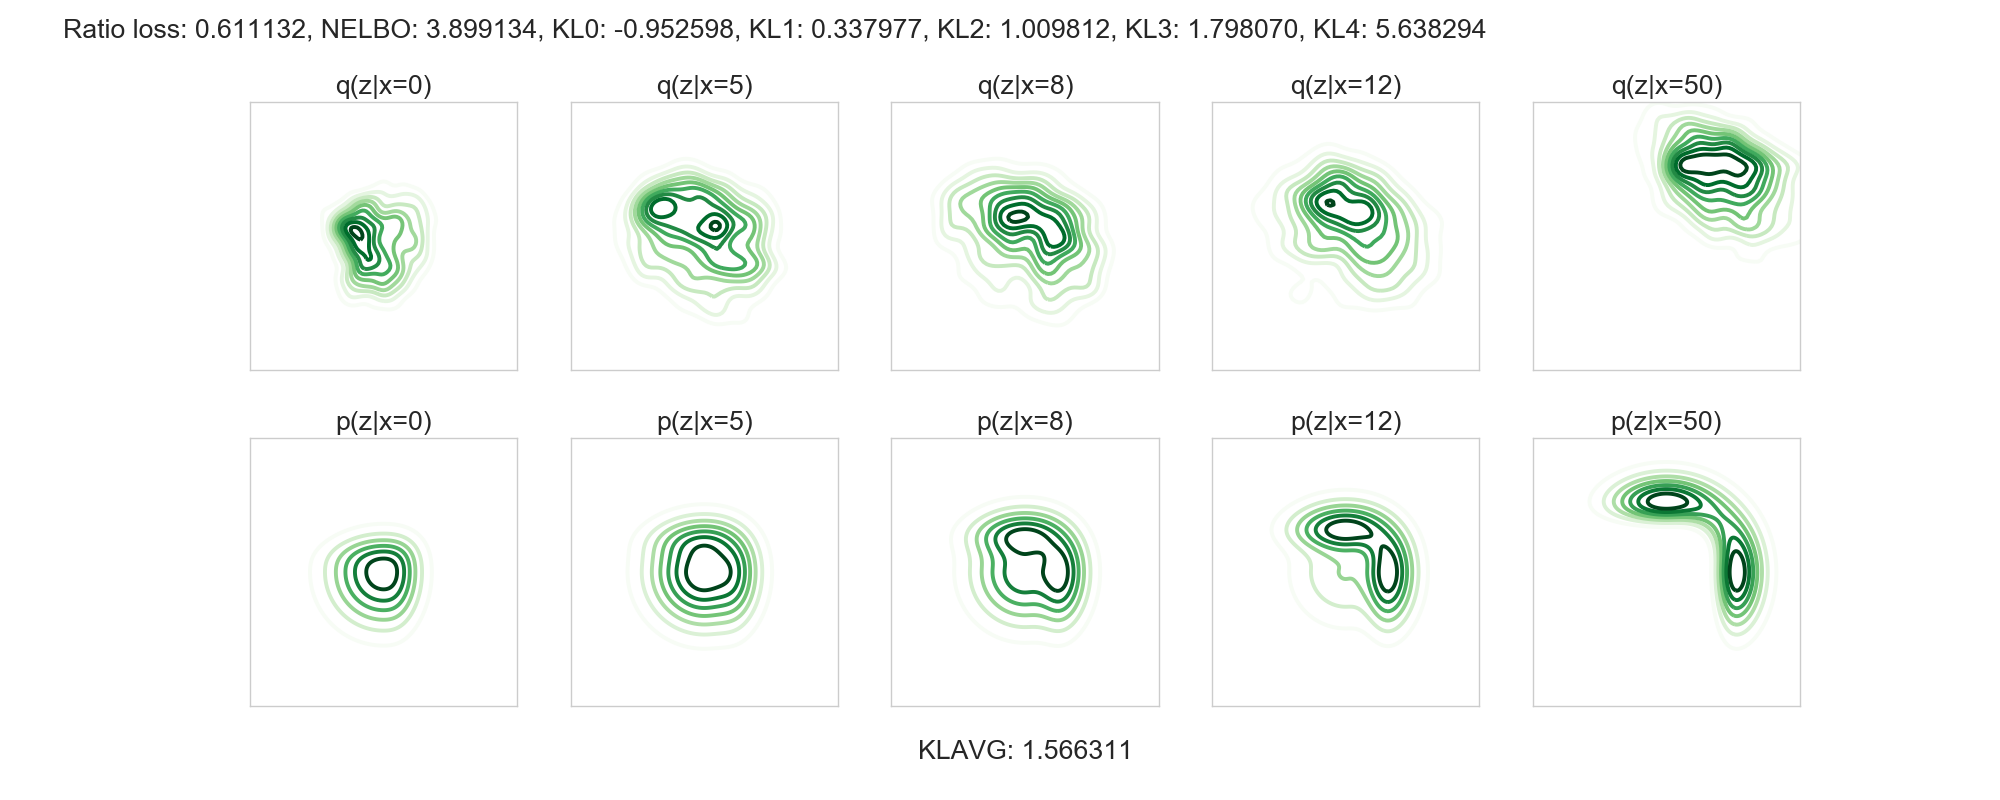 Ratio loss: 0.611132, NELBO: 3.899134, KL0: -0.952598, KL1: 0.337977, KL2: 1.009812, KL3: 1.798070, KL4: 5.638294
q(z|x=0) q(z|x=5) q(z|x=8) q(z|x=12) q(z|x=50)
p(z|x=0) p(z|x=5) p(z|x=8) p(z|x=12) p(z|x=50)
KLAVG: 1.566311